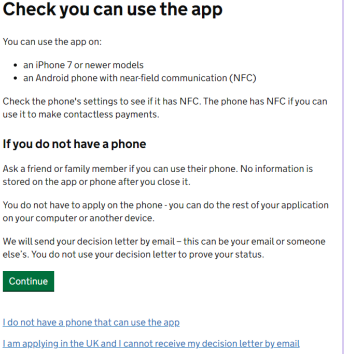 Check you can use the app
You can use the app on:
• an iPhone 7 or newer models
• an Android phone with near-field communication (NFC)
Check the phone's settings to see if it has NFC. The phone has NFC if you can
use it to make contactless payments.
If you do not have a phone
Ask a friend or family member if you can use their phone. No information is
stored on the app or phone after you close it.
You do not have to apply on the phone - you can do the rest of your application
on your computer or another device.
We will send your decision letter by email – this can be your email or someone
else's. You do not use your decision letter to prove your status.
Continue
I do not have a phone that can use the app
I am applying in the UK and I cannot receive my decision letter by email